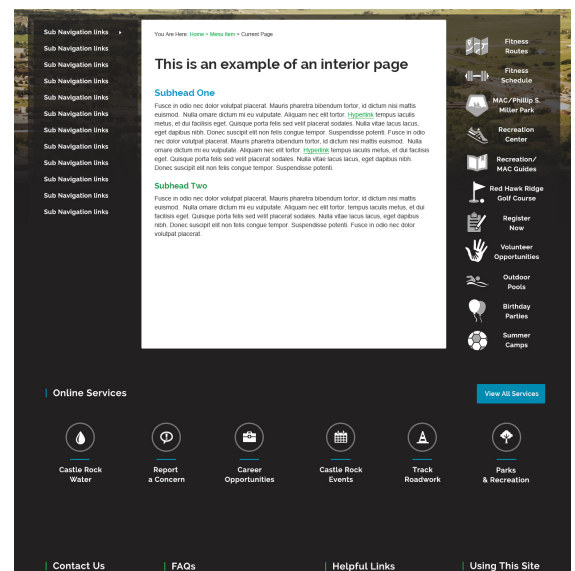 Sub Navigation links
Sub Navigation links
Sub Navigation links
Sub Navigation links
Sub Navigation links
Sub Navigation links
Sub Navigation links
Sub Navigation links
Sub Navigation links
Sub Navigation links
Sub Navigation links
Sub Navigation links
You Are Here: Home > Menu Item > Current Page
This is an example of an interior page
Subhead One
Fusce in odio nec dolor volutpat placerat. Mauris pharetra bibendum tortor, id dictum nisi mattis
euismod. Nulla ornare dictum mi eu vulputate. Aliquam nec elit tortor. Hyperlink tempus iaculis
metus, et dui facilisis eget. Quisque porta felis sed velit placerat sodales. Nulla vitae lacus lacus,
eget dapibus nibh. Donec suscipit elit non felis congue tempor. Suspendisse potenti. Fusce in odio
nec dolor volutpat placerat. Mauris pharetra bibendum tortor, id dictum nisi mattis euismod. Nulla
ornare dictum mi eu vulputate. Aliquam nec elit tortor. Hyperlink tempus iaculis metus, et dui facilisis
eget. Quisque porta felis sed velit placerat sodales. Nulla vitae lacus lacus, eget dapibus nibh.
Donec suscipit elit non felis congue tempor. Suspendisse potenti.
Subhead Two
Fusce in odio nec dolor volutpat placerat. Mauris pharetra bibendum tortor, id dictum nisi mattis
euismod. Nulla ornare dictum mi eu vulputate. Aliquam nec elit tortor. tempus iaculis metus, et dui
facilisis eget. Quisque porta felis sed velit placerat sodales. Nulla vitae lacus lacus, eget dapibus
nibh. Donec suscipit elit non felis congue tempor. Suspendisse potenti. Fusce in odio nec dolor
volutpat placerat.
Fitness
Routes
Fitness
Schedule
MAC/Phillip S.
Miller Park
Recreation
Center
Recreation/
MAC Guides
Red Hawk Ridge
Golf Course
Register
Now
Volunteer
Opportunities
Outdoor
Pools
Birthday
Parties
Summer
Camps
Online Services
View All Services
Castle Rock
Water
Report
a Concern
Career
Opportunities
Castle Rock
Events
Track
Roadwork
Parks
& Recreation
Contact Us
FAQs
Helpful Links
Using This Site